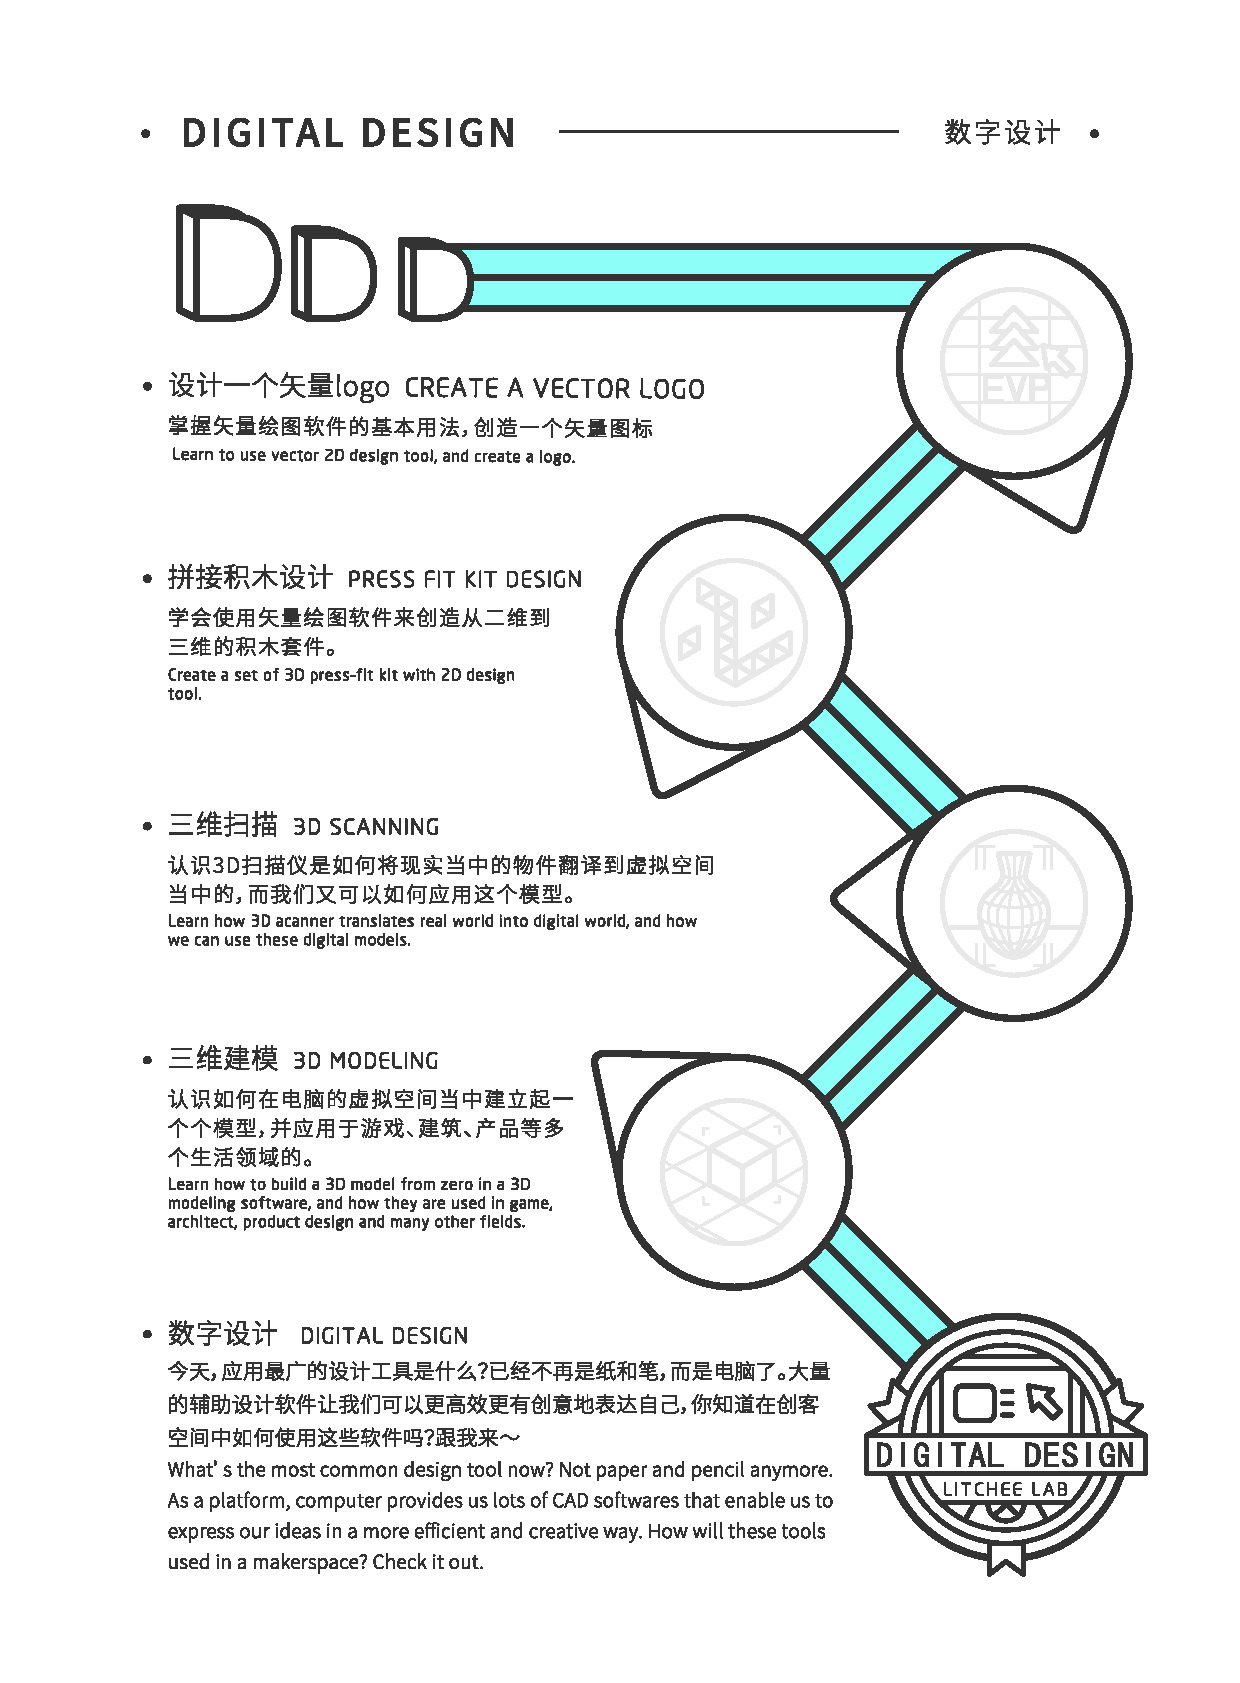 DIGITAL DESIGN
数字设计
EVP
设计一个矢量logo CREATE A VECTOR LOGO
掌握矢量绘图软件的基本用法，创造一个矢量图标
Learn to use vector 2D design tool, and create a logo.
拼接积木设计 PRESS FIT KIT DESIGN
学会使用矢量绘图软件来创造从二维到
三维的积木套件。
Create a set of 3D press-fit kit with 2D design
tool.
三维扫描 3D SCANNING
认识3D扫描仪是如何将现实当中的物件翻译到虚拟空间
当中的，而我们又可以如何应用这个模型。
Learn how 3D acanner translates real world into digital world, and how
we can use these digital models.
三维建模 3D MODELING
认识如何在电脑的虚拟空间当中建立起一
个个模型，并应用于游戏、建筑、产品等多
个生活领域的。
Learn how to build a 3D model from zero in a 3D
modeling software, and how they are used in game,
architect, product design and many other fields.
数字设计 DIGITAL DESIGN
今天，应用最广的设计工具是什么？已经不再是纸和笔，而是电脑了。大量
的辅助设计软件让我们可以更高效更有创意地表达自己，你知道在创客
空间中如何使用这些软件吗？跟我来～
What's the most common design tool now? Not paper and pencil anymore.
As a platform, computer provides us lots of CAD softwares that enable us to
express our ideas in a more efficient and creative way. How will these tools
used in a makerspace? Check it out.
DIGITAL DESIGN
LITCHEE LAB